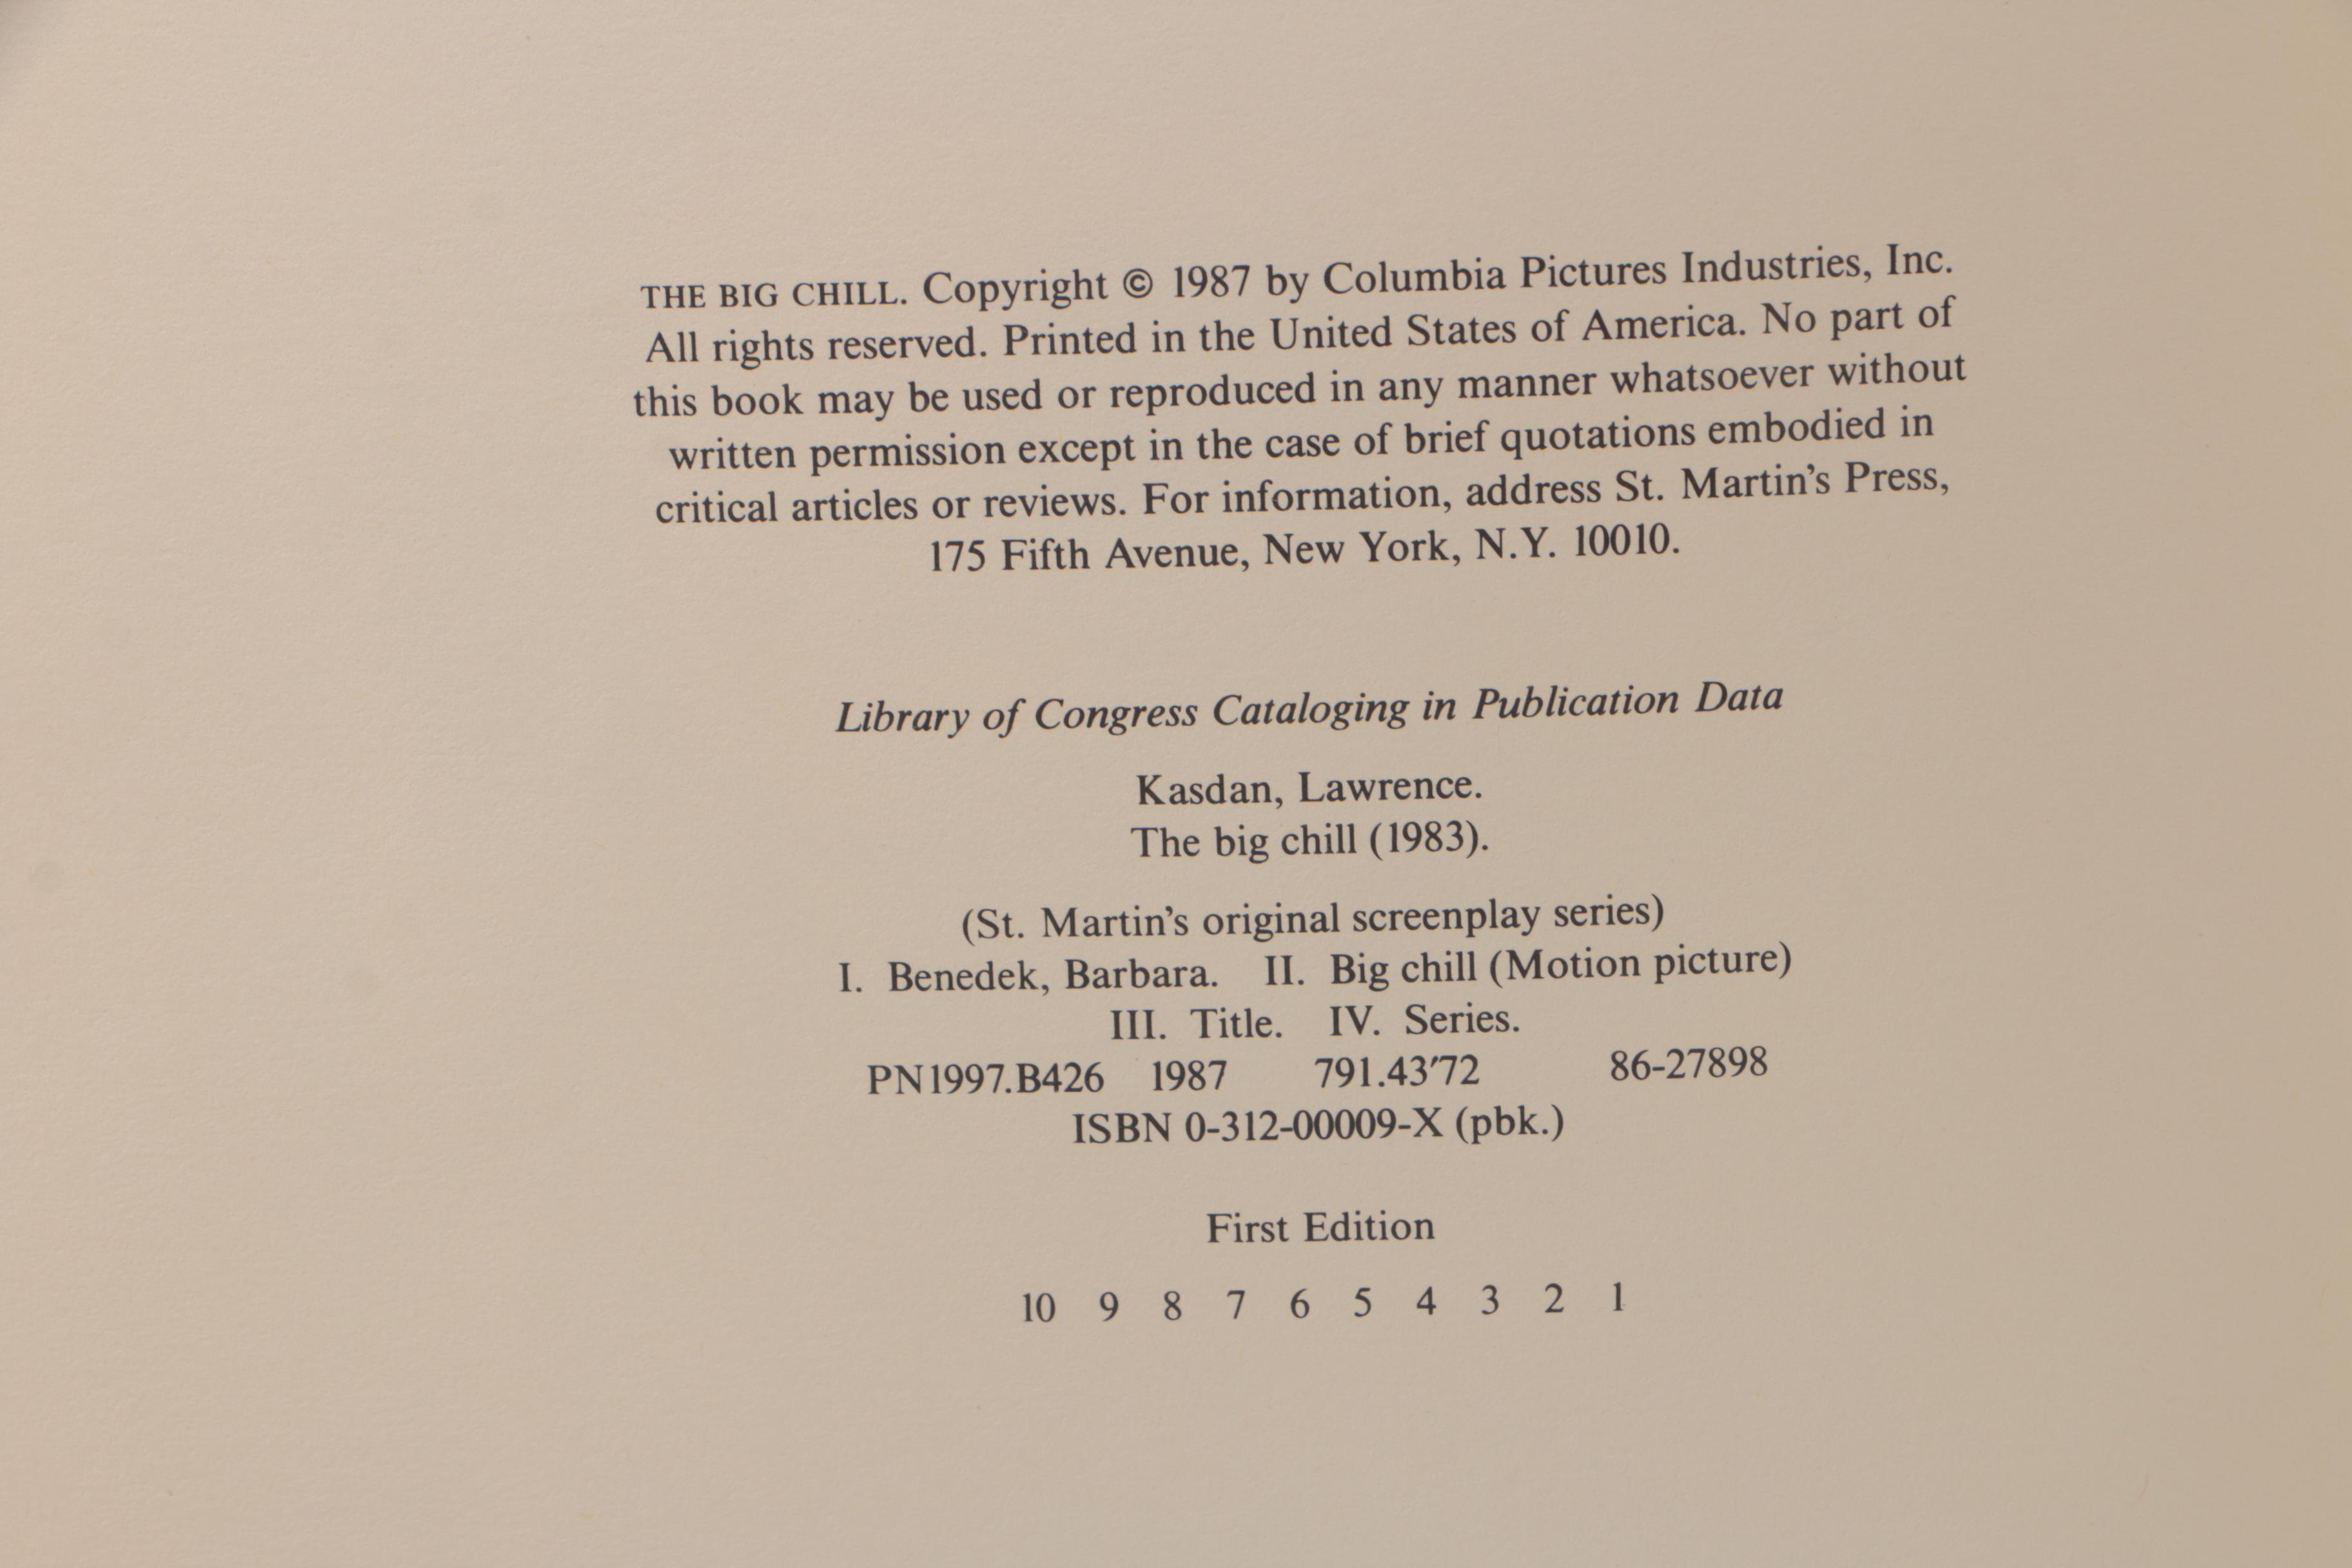 THE BIG CHILL. Copyright © 1987 by Columbia Pictures Industries, Inc.
All rights reserved. Printed in the United States of America. No part of
this book may be used or reproduced in any manner whatsoever without
written permission except in the case of brief quotations embodied in
critical articles or reviews. For information, address St. Martin's Press,
175 Fifth Avenue, New York, N.Y. 10010.
Library of Congress Cataloging in Publication Data
Kasdan, Lawrence.
The big chill (1983).
(St. Martin's original screenplay series)
I. Benedek, Barbara. II. Big chill (Motion picture)
III. Title. IV. Series.
PN1997.B426 1987 791.43′72 86-27898
ISBN 0-312-00009-X (pbk.)
First Edition
10 9 8 7 6 5 4 3 2 1